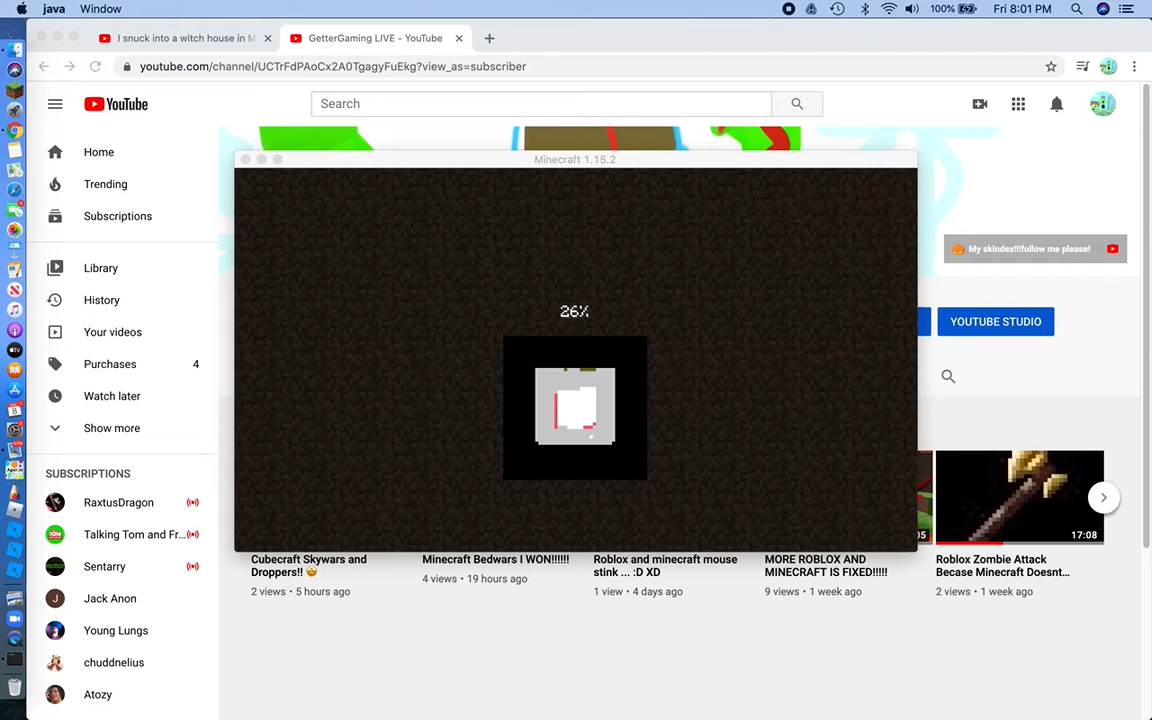 java Window 100% Fri 8:01 PM
I snuck into a witch house in M
GetterGaming LIVE - YouTube
youtube.com/channel/UCTrFdPAoCx2A0TgagyFuEkg?view_as=subscriber
YouTube
Search
Home
Trending
Subscriptions
Library
History
Your videos
Purchases 4
Watch later
Show more
SUBSCRIPTIONS
RaxtusDragon
Talking Tom and Fr...
Sentarry
Jack Anon
Young Lungs
chuddnelius
Atozy
Minecraft 1.15.2
26%
My skindex!!!follow me please!
YOUTUBE STUDIO
05
17:08
Cubecraft Skywars and
Droppers!! 🤩
2 views • 5 hours ago
Minecraft Bedwars I WON!!!!!!
4 views • 19 hours ago
Roblox and minecraft mouse
stink ... :D XD
1 view • 4 days ago
MORE ROBLOX AND
MINECRAFT IS FIXED!!!!!
9 views • 1 week ago
Roblox Zombie Attack
Becase Minecraft Doesnt...
2 views • 1 week ago